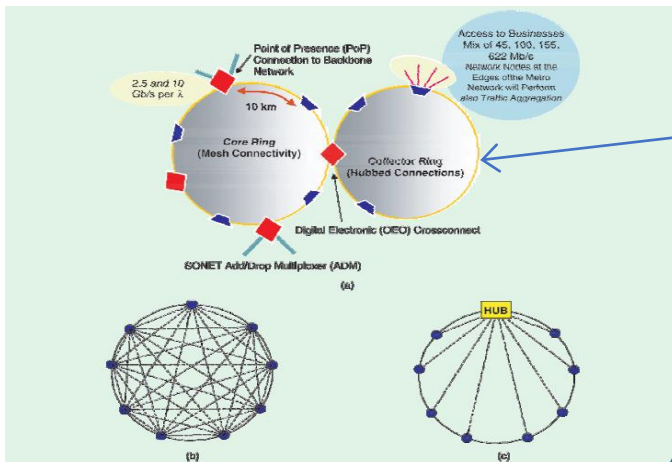 Point of Presence (PoP)
Connection to Backbone
Network
2.5 and 10
Gb/s per λ
10 km
Access to Businesses
Mix of 45, 100, 155,
622 Mb/s
Network Nodes at the
Edges of the Metro
Network will Perform
also Traffic Aggregation
Core Ring
(Mesh Connectivity)
Collector Ring
(Hubbed Connections)
Digital Electronic (OEO) Crossconnect
SONET Add/Drop Multiplexer (ADM)
(a)
HUB
(b)
(c)